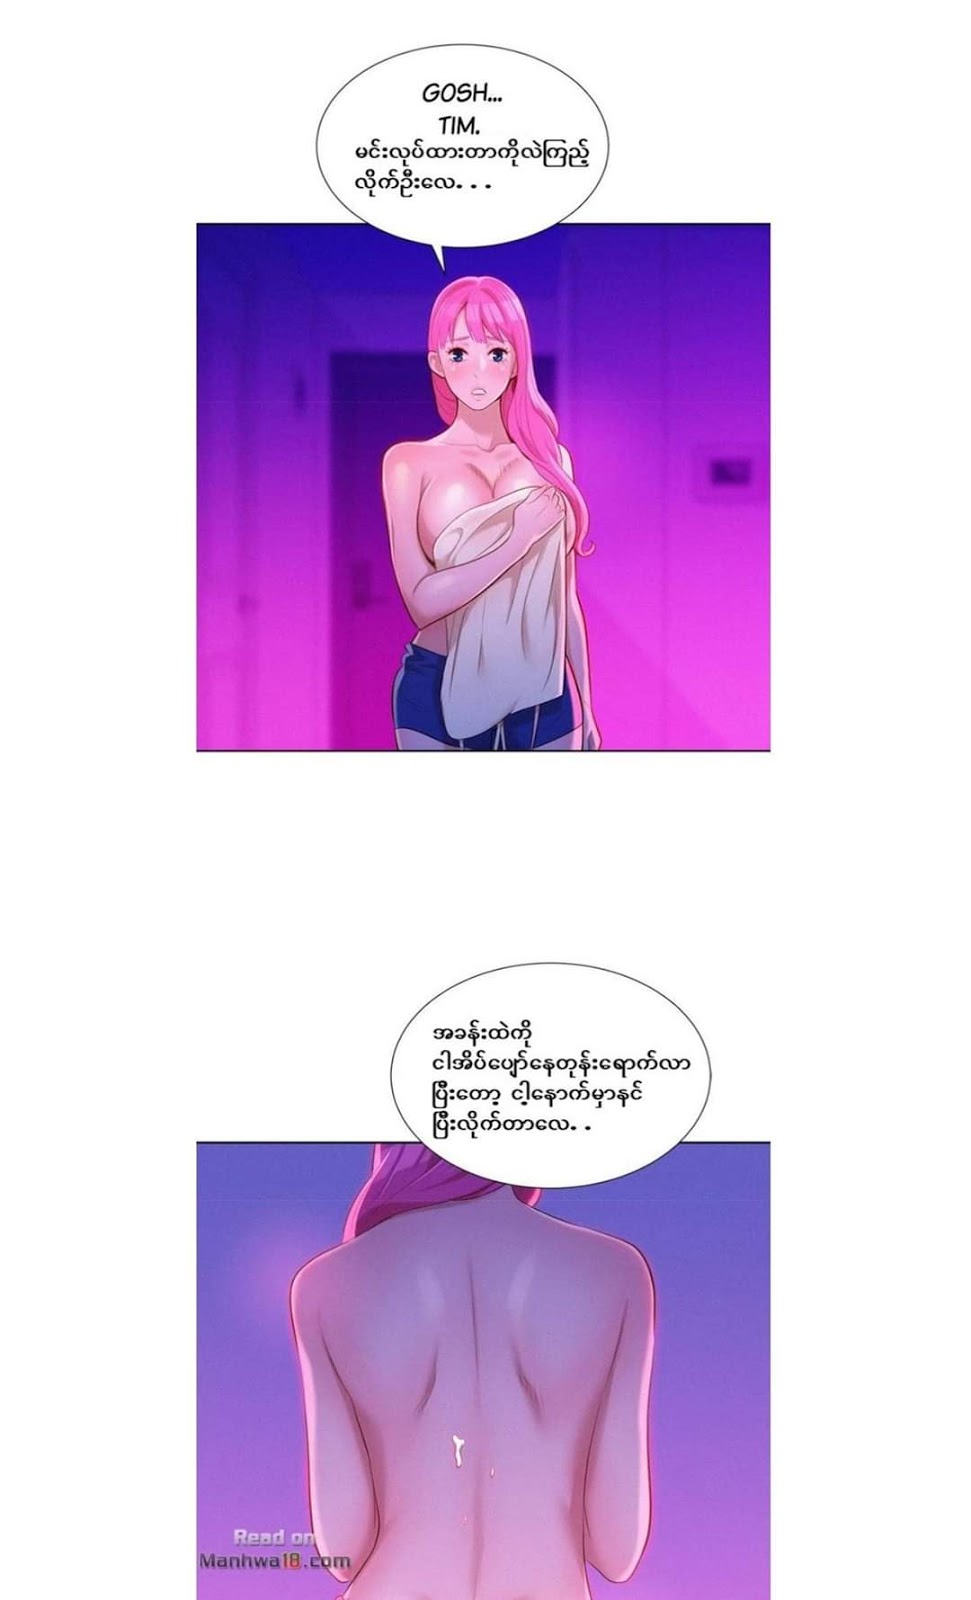 GOSH...
TIM.
မင်းလုပ်ထားတာကိုလဲကြည့်
လိုက်ဦးလေ...
အခန်းထဲကို
ငါအိပ်ပျော်နေတုန်းရောက်လာ
ပြီးတော့ ငါ့နောက်မှာနင်
ပြီးလိုက်တာလေ..
Read on
Manhwa18.com